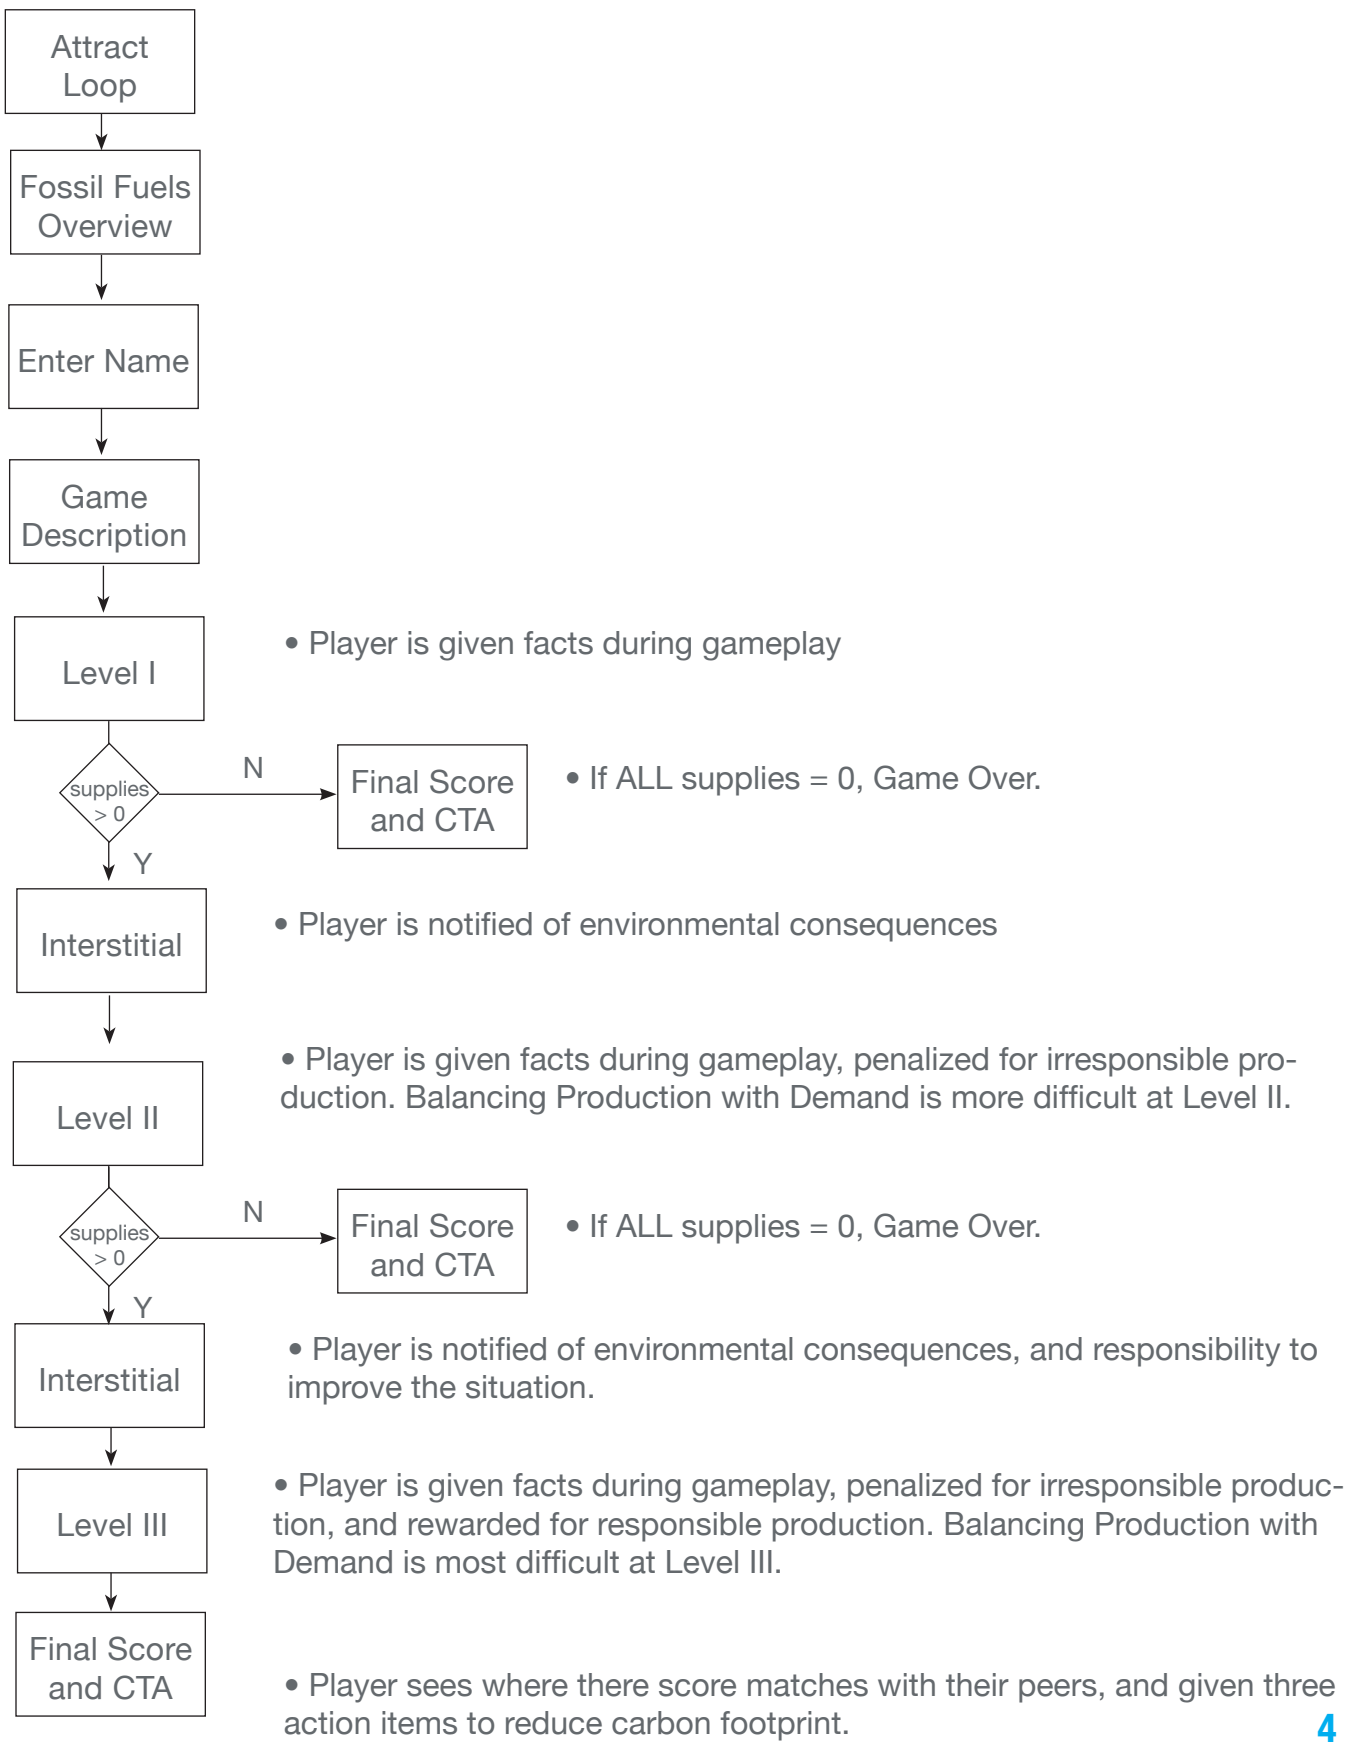 Attract
Loop
Fossil Fuels
Overview
Enter Name
Game
Description
Level I
• Player is given facts during gameplay
supplies
> 0
N
Final Score
and CTA
• If ALL supplies = 0, Game Over.
Y
Interstitial
• Player is notified of environmental consequences
Level II
• Player is given facts during gameplay, penalized for irresponsible pro-
duction. Balancing Production with Demand is more difficult at Level II.
supplies
> 0
N
Final Score
and CTA
• If ALL supplies = 0, Game Over.
Y
Interstitial
• Player is notified of environmental consequences, and responsibility to
improve the situation.
Level III
• Player is given facts during gameplay, penalized for irresponsible produc-
tion, and rewarded for responsible production. Balancing Production with
Demand is most difficult at Level III.
Final Score
and CTA
• Player sees where there score matches with their peers, and given three
action items to reduce carbon footprint.
4